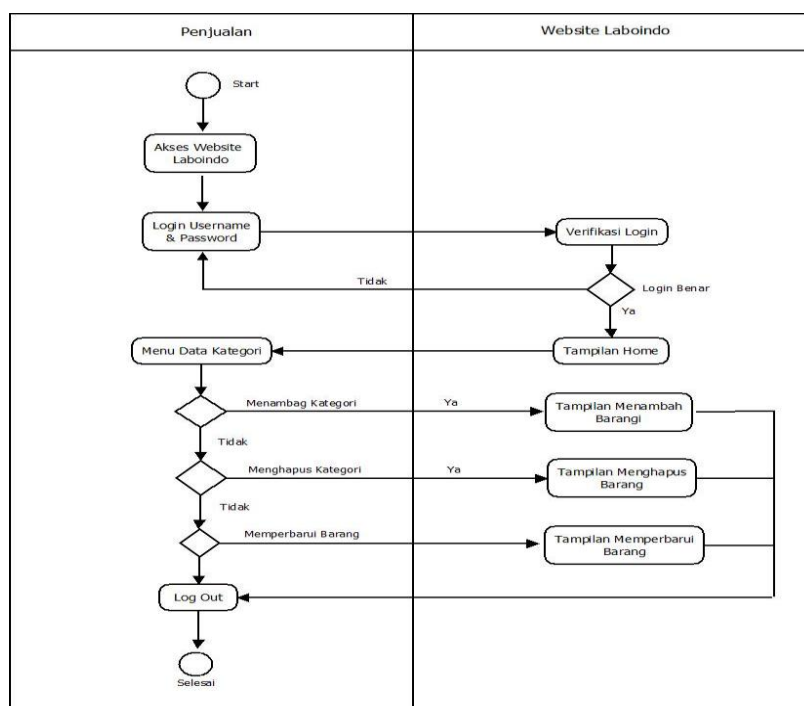 Penjualan
Website Laboindo
Start
Akses Website
Laboindo
Login Username
& Password
Verifikasi Login
Tidak
Login Benar
Ya
Menu Data Kategori
Tampilan Home
Menambag Kategori
Ya
Tampilan Menambah
Barangi
Tidak
Menghapus Kategori
Ya
Tampilan Menghapus
Barang
Tidak
Memperbarui Barang
Tampilan Memperbarui
Barang
Log Out
Selesai